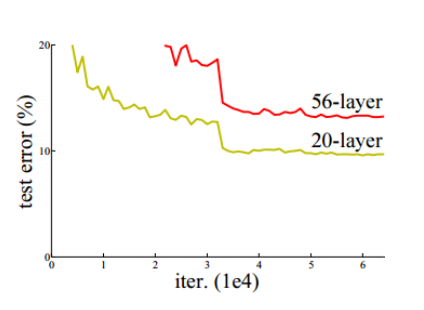 20
56-layer
20-layer
10
test error (%)
0
0 1 2 3 4 5 6
iter. (1e4)